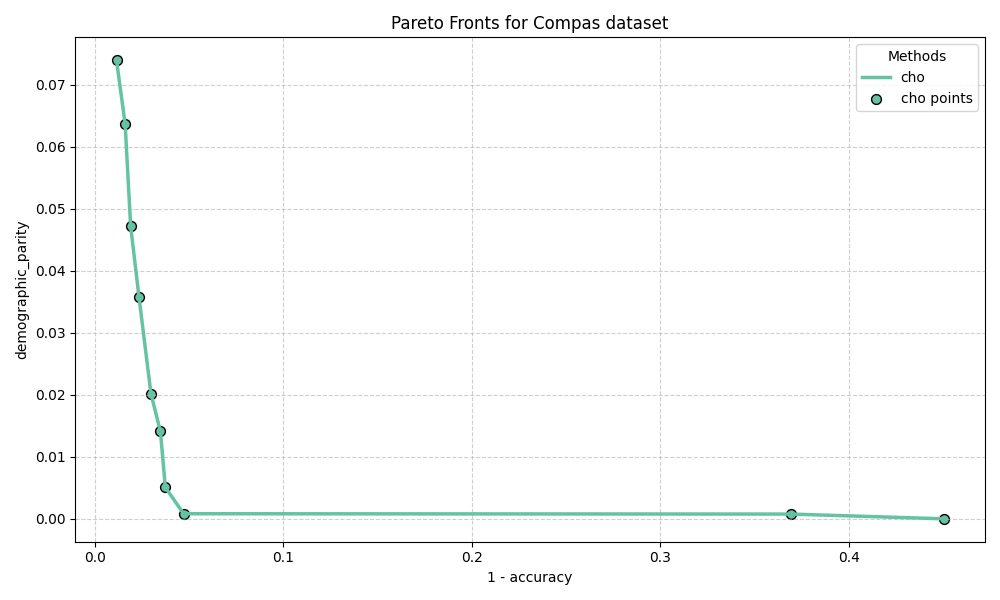 Pareto Fronts for Compas dataset
Methods
cho
cho points
demographic_parity
0.07
0.06
0.05
0.04
0.03
0.02
0.01
0.00
0.0 0.1 0.2 0.3 0.4
1 - accuracy